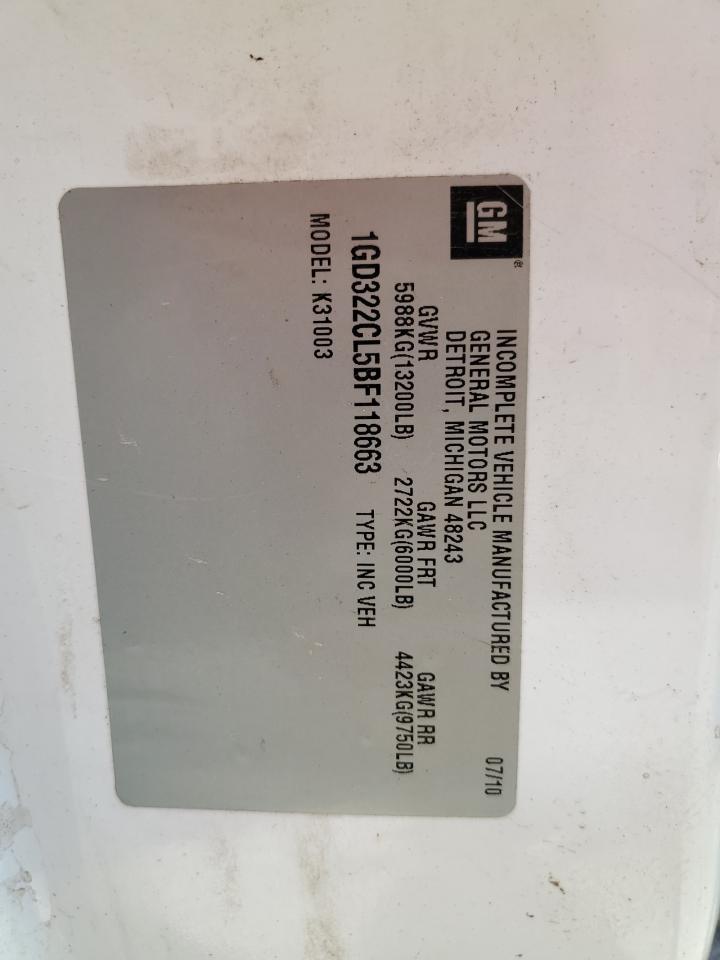 GM®
INCOMPLETE VEHICLE MANUFACTURED BY 07/10
GENERAL MOTORS LLC
DETROIT, MICHIGAN 48243
GVWR GAWR FRT GAWR RR
5988KG(13200LB) 2722KG(6000LB) 4423KG(9750LB)
1GD322CL5BF118663 TYPE: INC VEH
MODEL: K31003